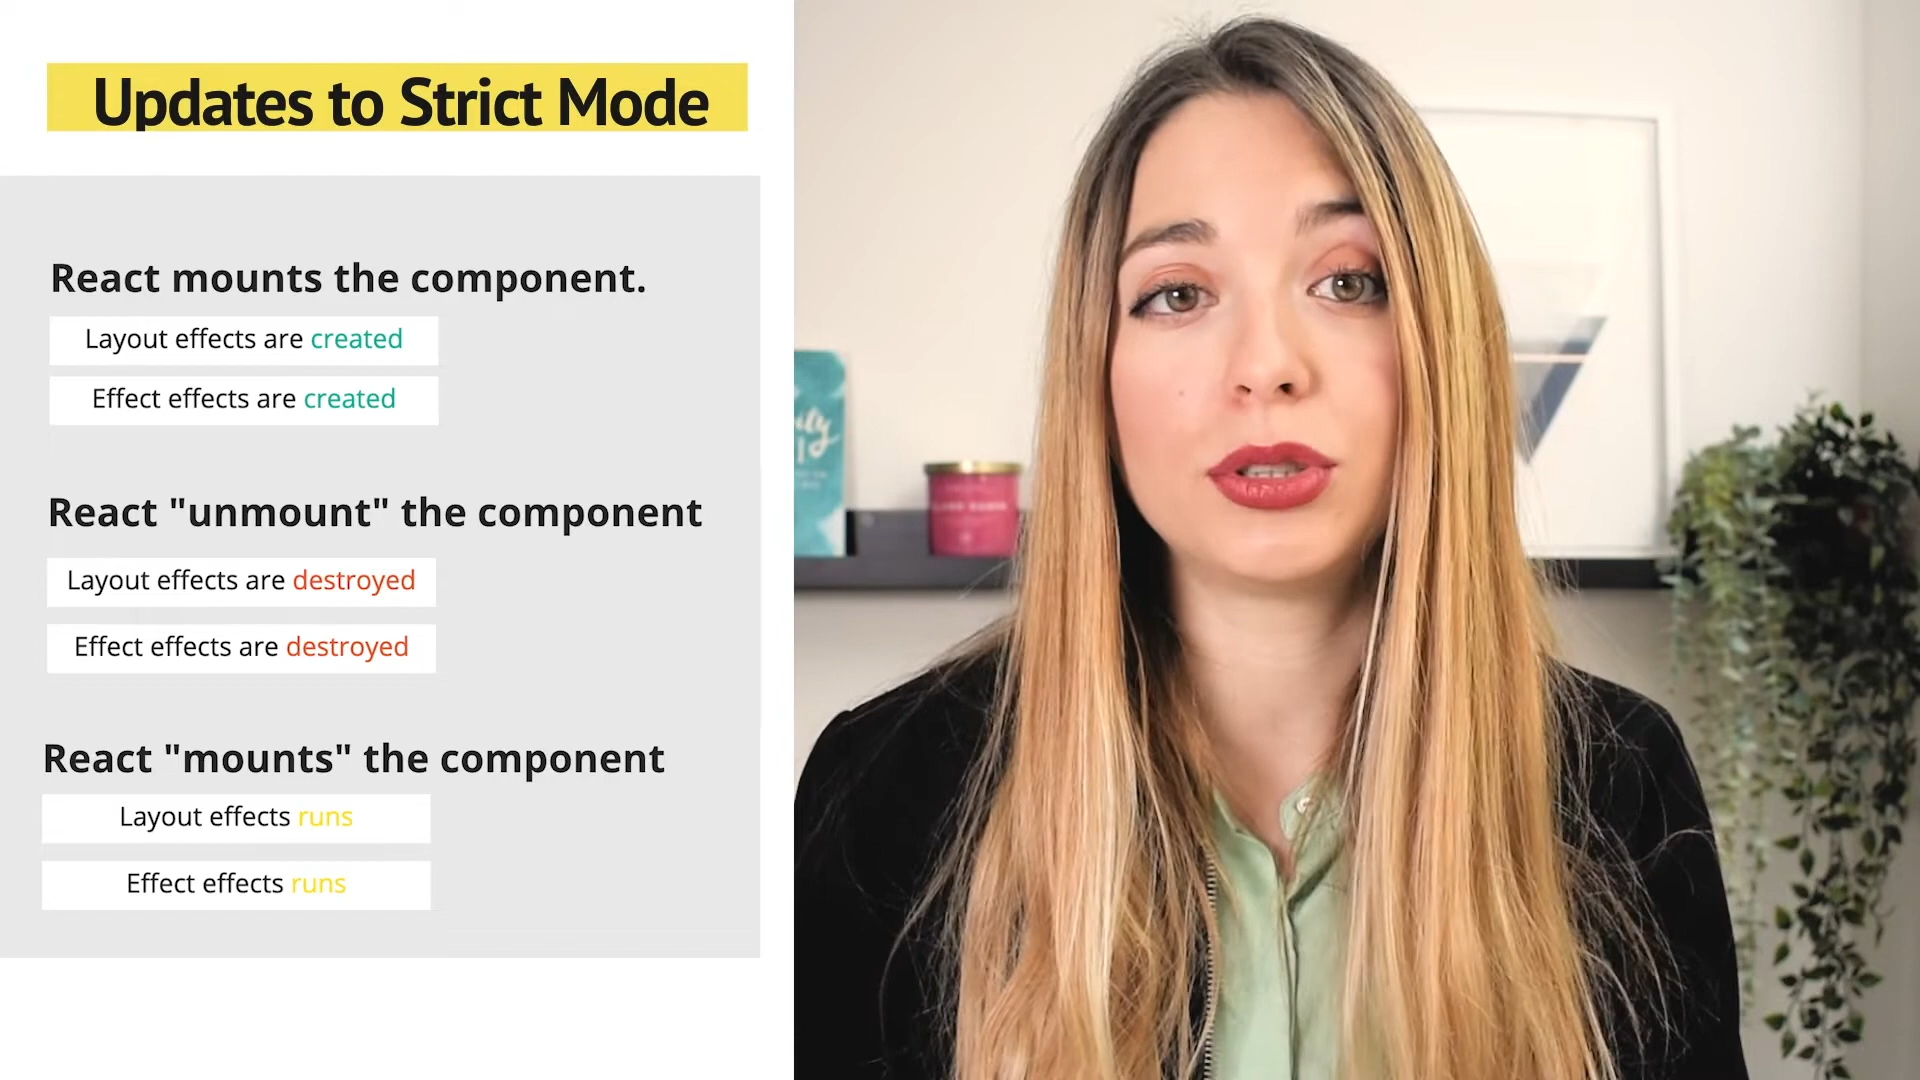 Updates to Strict Mode
React mounts the component.
Layout effects are created
Effect effects are created
React "unmount" the component
Layout effects are destroyed
Effect effects are destroyed
React "mounts" the component
Layout effects runs
Effect effects runs